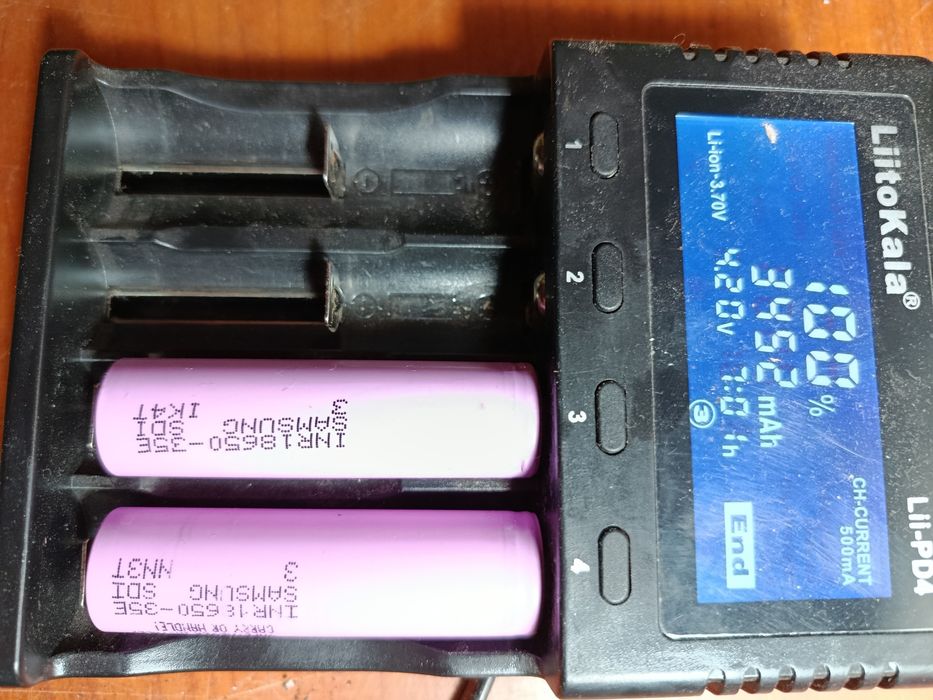 LiitoKala®
Lii-PD4
100%
3452 mAh
4.20V 7:01h
Li-ion-3.70V
3
CH-CURRENT
500mA
End
1
2
3
4
INR18650-35E
SAMSUNG SDI
3 IK4T
CARRY OR HANDLE!
INR18650-35E
SAMSUNG SDI
3 NN3T